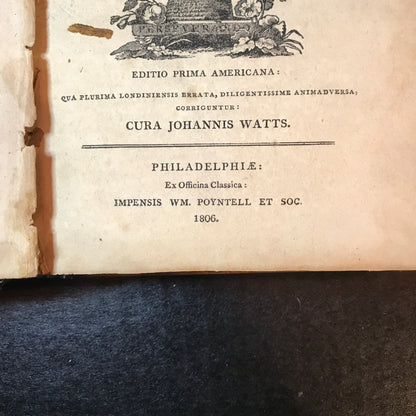 PERSEVERANDO
EDITIO PRIMA AMERICANA:
QUA PLURIMA LONDINIENSIS ERRATA, DILIGENTISSIME ANIMADVERSA,
CORRIGUNTUR:
CURA JOHANNIS WATTS.
PHILADELPHIÆ:
Ex Officina Classica:
IMPENSIS WM. POYNTELL ET SOC.
1806.